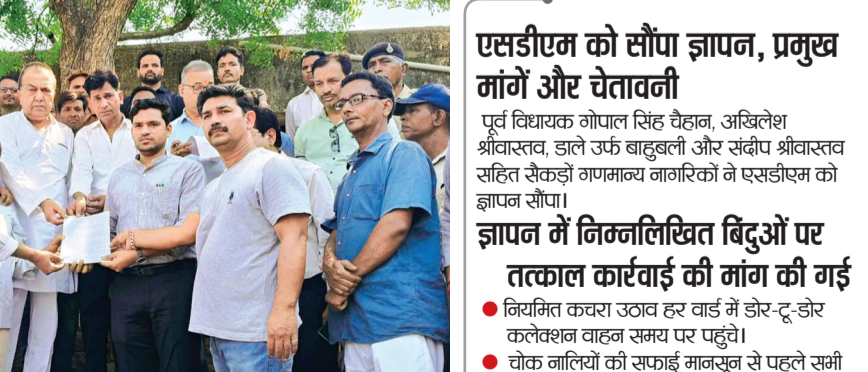 एसडीएम को सौंपा ज्ञापन, प्रमुख
मांगें और चेतावनी
पूर्व विधायक गोपाल सिंह चैहान, अखिलेश
श्रीवास्तव, डाले उर्फ बाहुबली और संदीप श्रीवास्तव
सहित सैकड़ों गणमान्य नागरिकों ने एसडीएम को
ज्ञापन सौंपा।
ज्ञापन में निम्नलिखित बिंदुओं पर
तत्काल कार्रवाई की मांग की गई
● नियमित कचरा उठाव हर वार्ड में डोर-टू-डोर
कलेक्शन वाहन समय पर पहुंचे।
● चोक नालियों की सफाई मानसून से पहले सभी